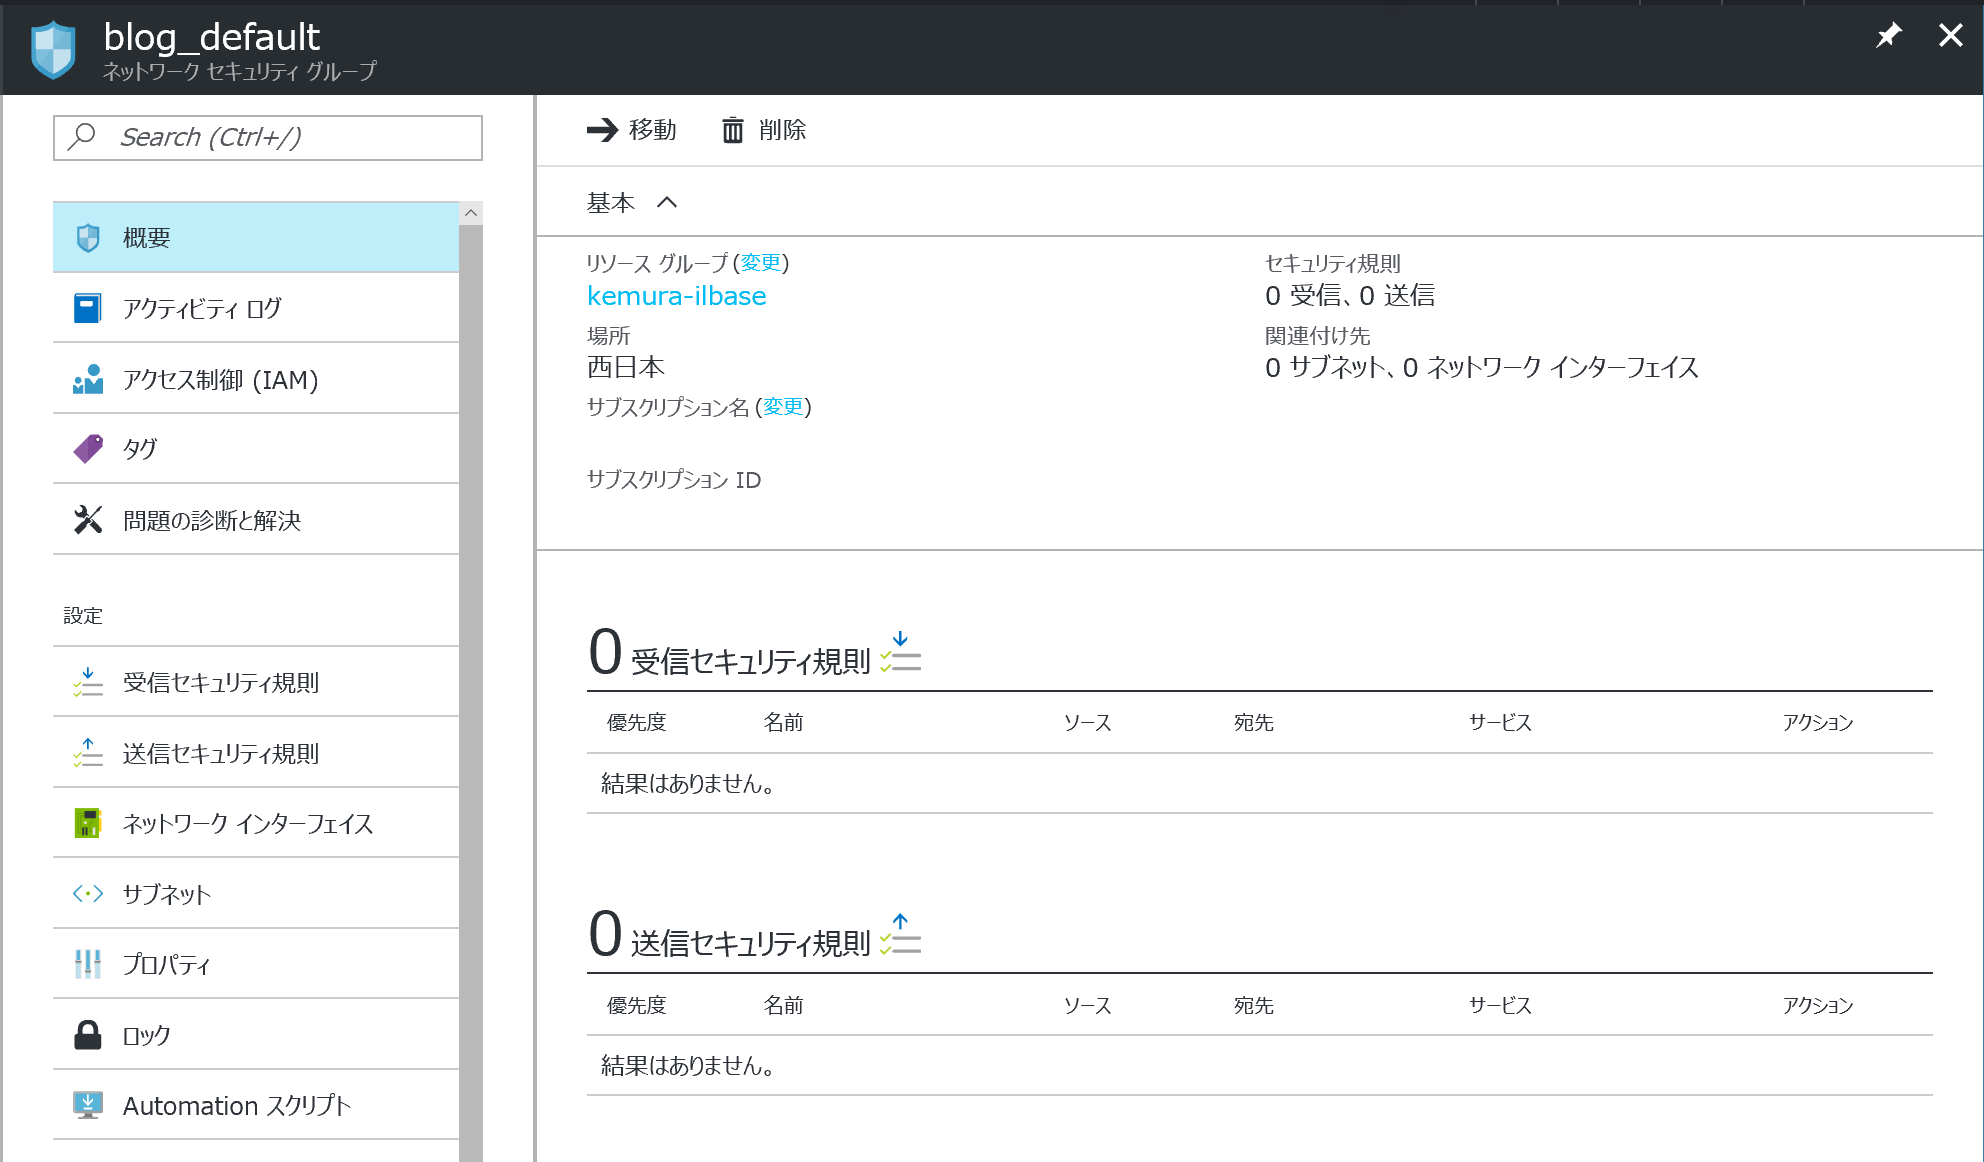 blog_default
ネットワーク セキュリティ グループ
Search (Ctrl+/)
概要
アクティビティ ログ
アクセス制御 (IAM)
タグ
問題の診断と解決
設定
受信セキュリティ規則
送信セキュリティ規則
ネットワーク インターフェイス
サブネット
プロパティ
ロック
Automation スクリプト
移動 削除
基本
リソース グループ (変更)
kemura-ilbase
場所
西日本
サブスクリプション名 (変更)
サブスクリプション ID
セキュリティ規則
0 受信、0 送信
関連付け先
0 サブネット、0 ネットワーク インターフェイス
0 受信セキュリティ規則
優先度 名前 ソース 宛先 サービス アクション
結果はありません。
0 送信セキュリティ規則
優先度 名前 ソース 宛先 サービス アクション
結果はありません。